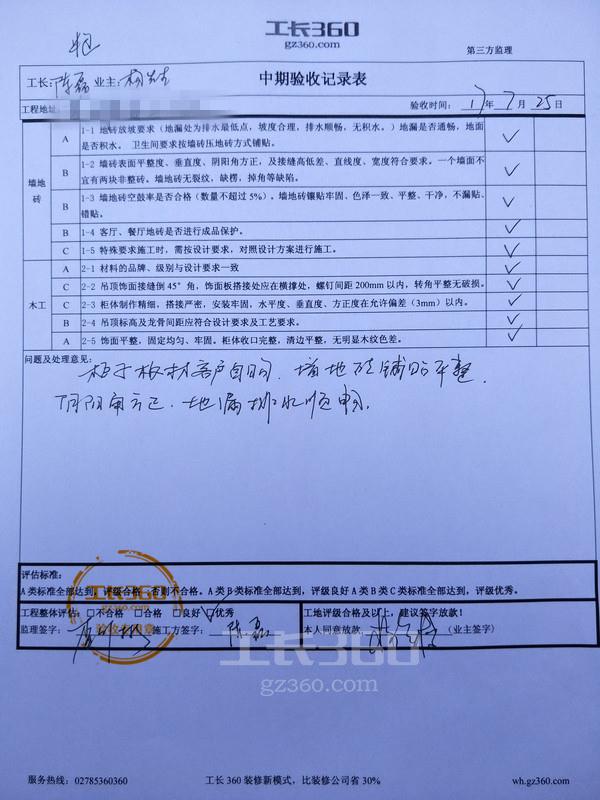 工长360
gz360.com
第三方监理
工长: 陈磊 业主: 杨先生
中期验收记录表
工程地址
验收时间: 17年7月25日
墙地砖
A 1-1 地砖放坡要求（地漏处为排水最低点，坡度合理，排水顺畅，无积水。）地漏是否通畅，地面
是否积水。 卫生间要求按墙砖压地砖方式铺贴。 ✓
B 1-2 墙砖表面平整度、垂直度、阴阳角方正，及接缝高低差、直线度、宽度符合要求。一个墙面不
宜有两块非整砖。墙地砖无裂纹，缺楞，掉角等缺陷。 ✓
B 1-3 墙地砖空鼓率是否合格（数量不超过 5%）。墙地砖镶贴牢固、色泽一致、平整、干净，不漏贴、
错贴。 ✓
B 1-4 客厅、餐厅地砖是否进行成品保护。 ✓
C 1-5 特殊要求施工时，需按设计要求，对照设计方案进行施工。 ✓
木工
A 2-1 材料的品牌、级别与设计要求一致 ✓
C 2-2 吊顶饰面接缝倒 45°角，饰面板搭接处应在横撑处，螺钉间距 200mm 以内，转角平整无破损。 ✓
C 2-3 柜体制作精细，搭接严密，安装牢固，水平度、垂直度、方正度在允许偏差（3mm）以内。 ✓
B 2-4 吊顶标高及龙骨间距应符合设计要求及工艺要求。 ✓
A 2-5 饰面平整，固定均匀、牢固。柜体收口完整，清边平整，无明显木纹色差。 ✓
问题及处理意见:
柜子板材客户自购，墙地砖铺贴平整，
阴阳角方正，地漏排水顺畅。
评估标准:
A 类标准全部达到，评级合格 否则不合格。A 类 B 类标准全部达到，评级良好 A 类 B 类 C 类标准全部达到，评级优秀。
工程整体评估: □不合格 □合格 □良好 ☑优秀
工地评级合格及以上，建议签字放款！
监理签字: 施工方签字: 陈磊
本人同意放款 （业主签字）
工长360
验收专用章
工长360
gz360.com
服务热线: 02785360360
工长 360 装修新模式，比装修公司省 30%
wh.gz360.com